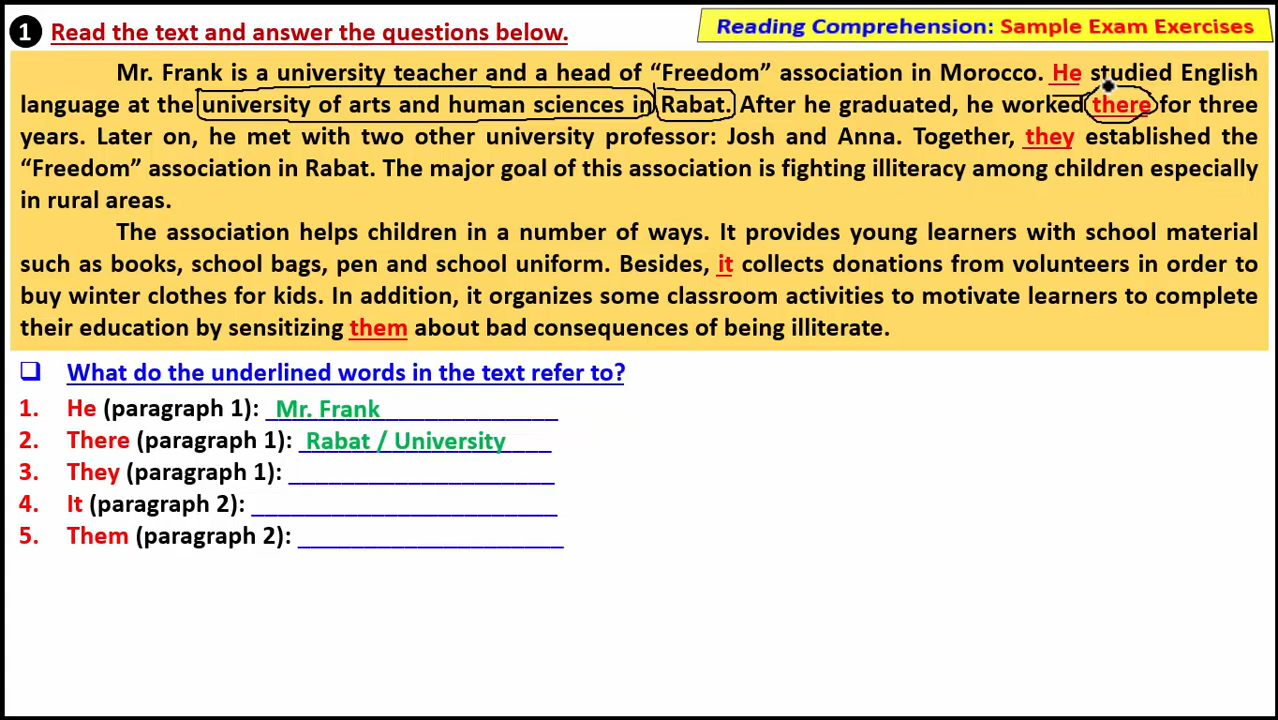 1 Read the text and answer the questions below.
Reading Comprehension: Sample Exam Exercises
Mr. Frank is a university teacher and a head of “Freedom” association in Morocco. He studied English
language at the university of arts and human sciences in Rabat. After he graduated, he worked there for three
years. Later on, he met with two other university professor: Josh and Anna. Together, they established the
“Freedom” association in Rabat. The major goal of this association is fighting illiteracy among children especially
in rural areas.
The association helps children in a number of ways. It provides young learners with school material
such as books, school bags, pen and school uniform. Besides, it collects donations from volunteers in order to
buy winter clothes for kids. In addition, it organizes some classroom activities to motivate learners to complete
their education by sensitizing them about bad consequences of being illiterate.
❑ What do the underlined words in the text refer to?
1. He (paragraph 1): _Mr. Frank______________
2. There (paragraph 1): _Rabat / University___
3. They (paragraph 1): ____________________
4. It (paragraph 2): _______________________
5. Them (paragraph 2): ____________________